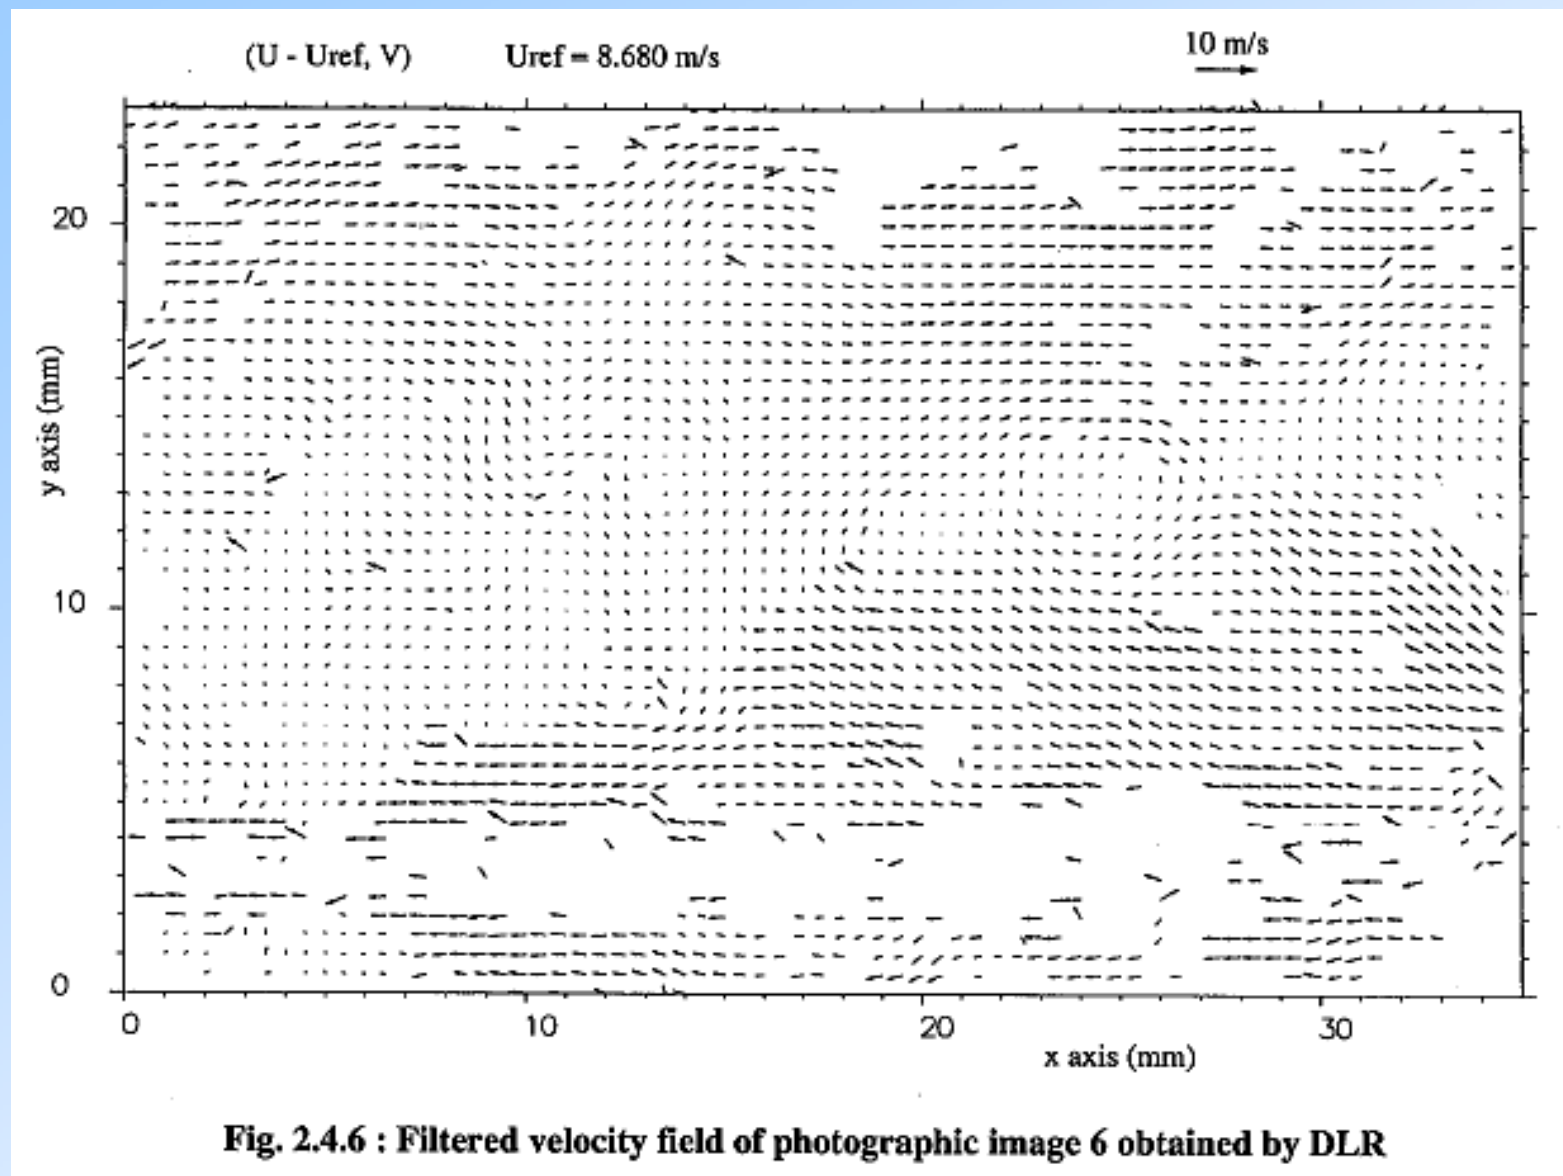 (U - Uref, V) Uref = 8.680 m/s 10 m/s
20
10
0
y axis (mm)
0 10 20 30
x axis (mm)
Fig. 2.4.6 : Filtered velocity field of photographic image 6 obtained by DLR